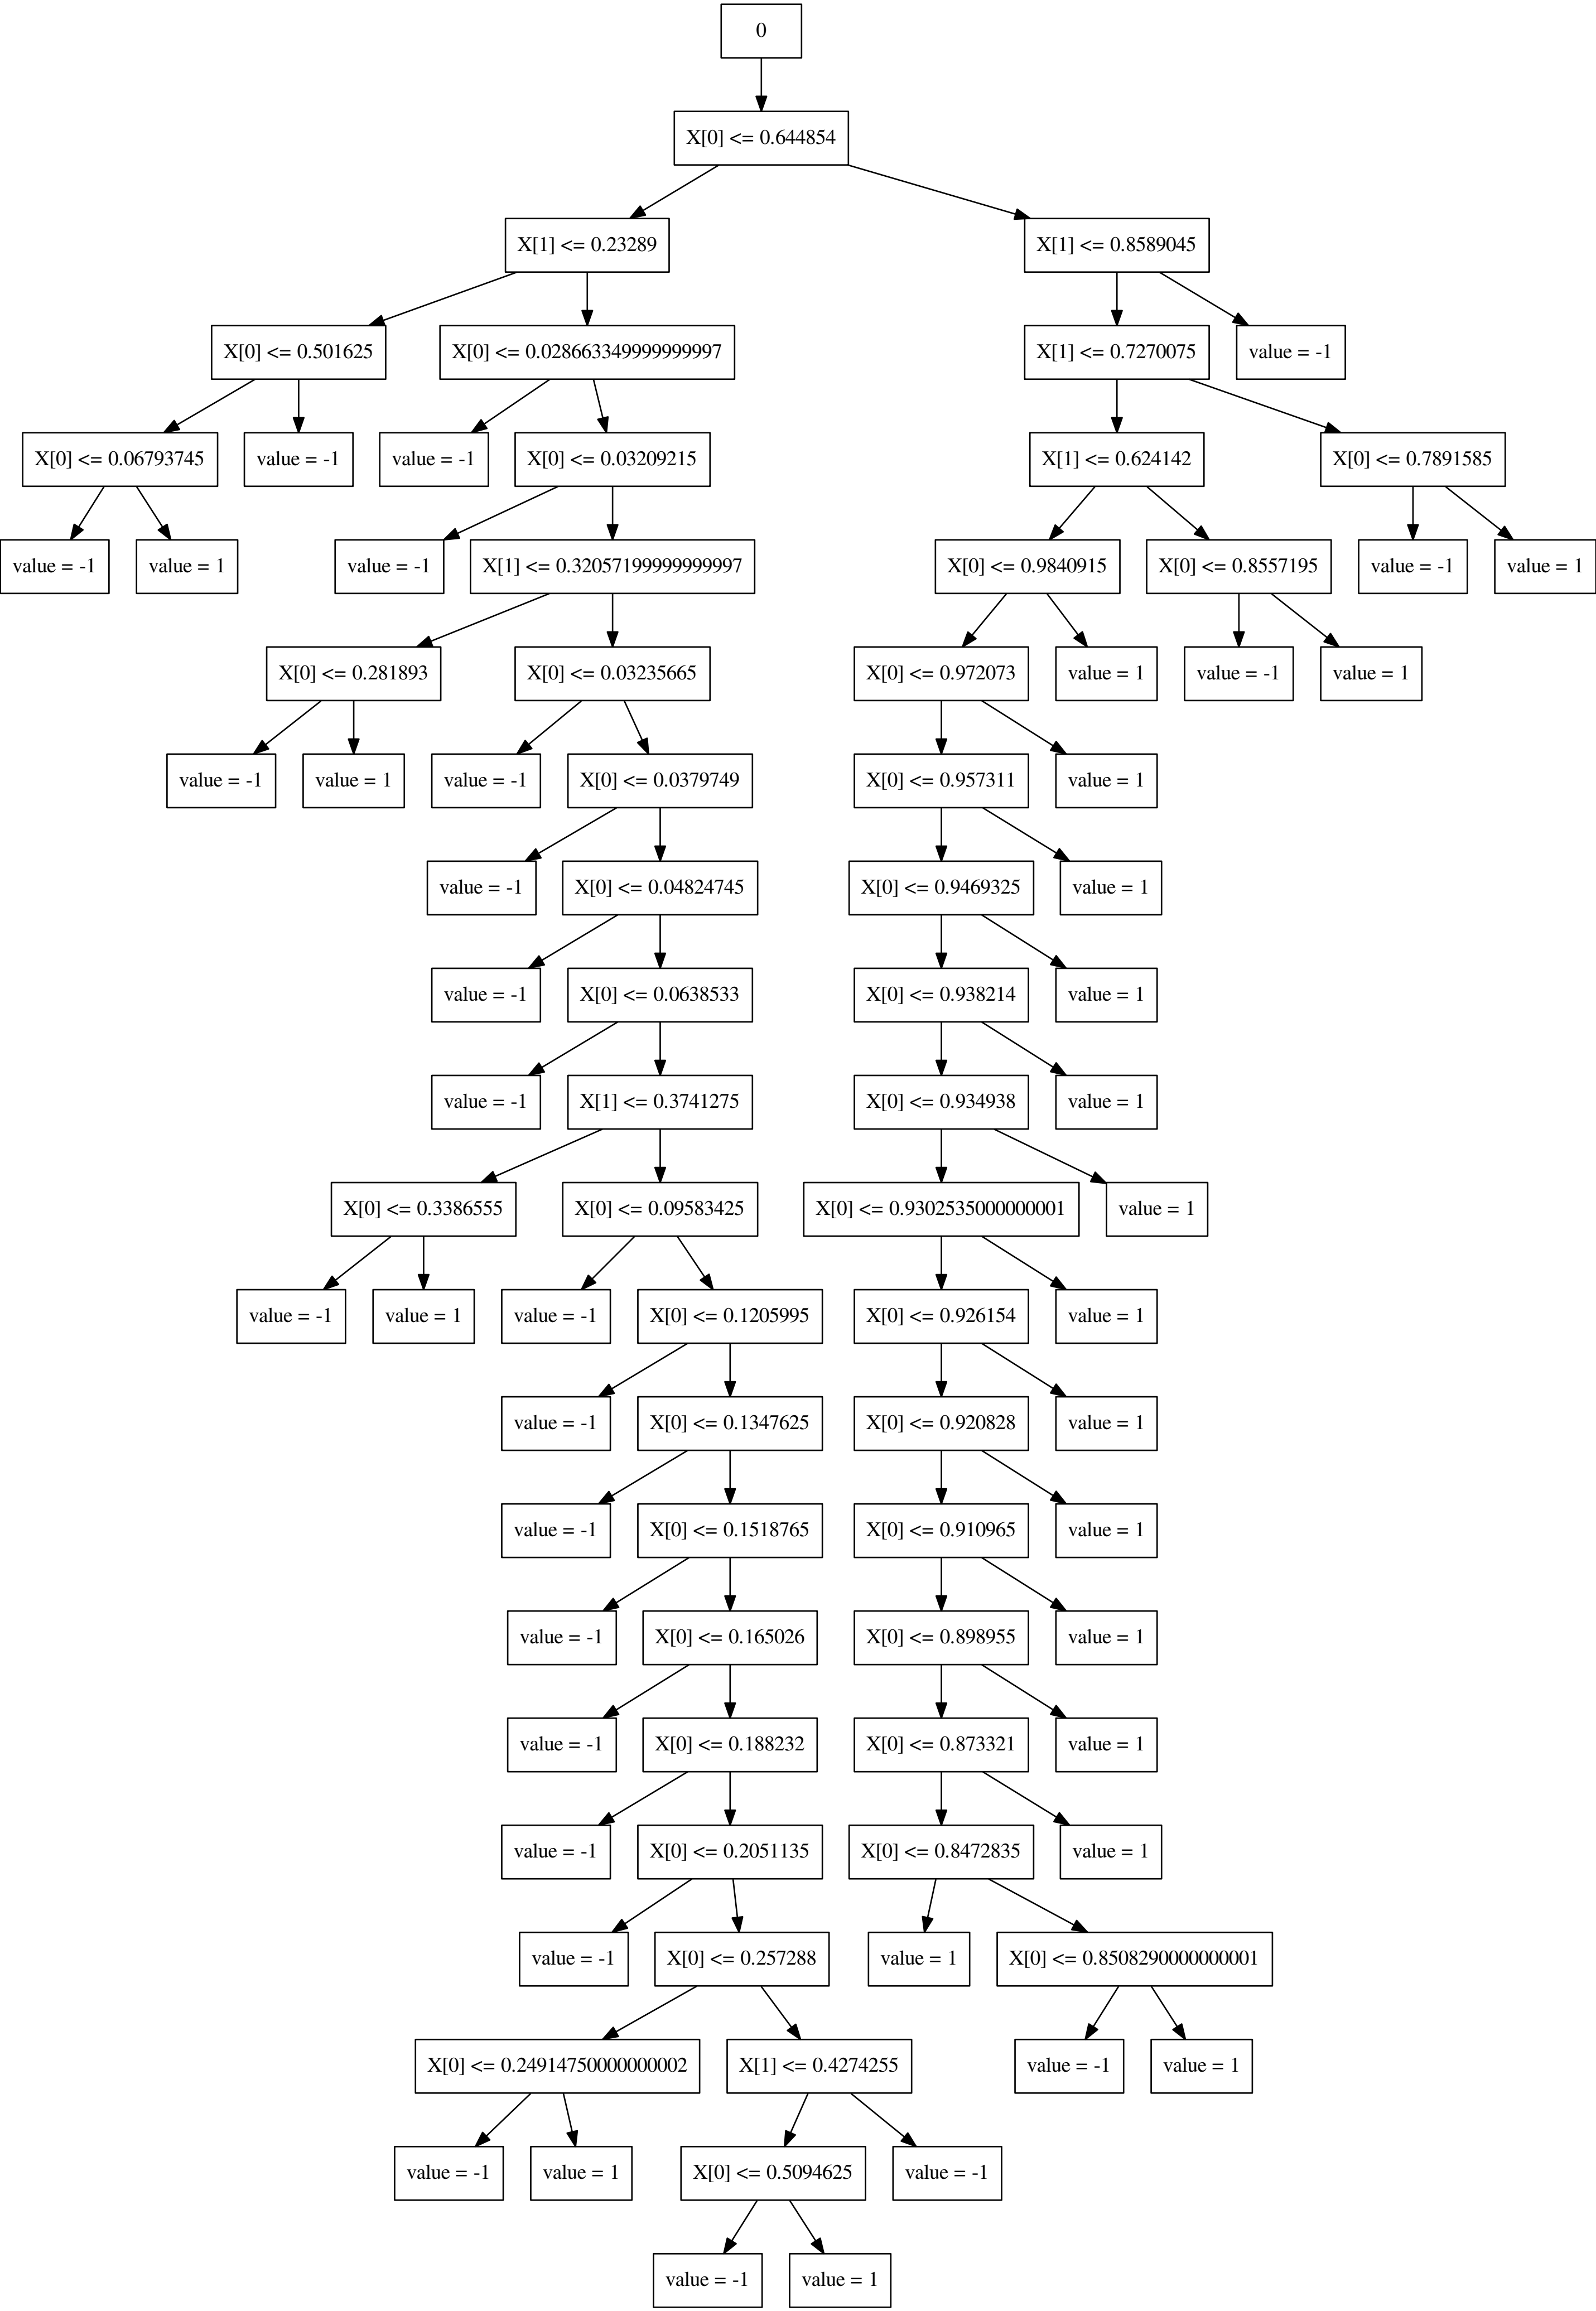 0
X[0] <= 0.644854
X[1] <= 0.23289
X[1] <= 0.8589045
X[0] <= 0.501625
X[0] <= 0.028663349999999997
X[1] <= 0.7270075
value = -1
X[0] <= 0.06793745
value = -1
value = -1
X[0] <= 0.03209215
X[1] <= 0.624142
X[0] <= 0.7891585
value = -1
value = 1
value = -1
X[1] <= 0.32057199999999997
X[0] <= 0.9840915
X[0] <= 0.8557195
value = -1
value = 1
X[0] <= 0.281893
X[0] <= 0.03235665
X[0] <= 0.972073
value = 1
value = -1
value = 1
value = -1
value = 1
value = -1
X[0] <= 0.0379749
X[0] <= 0.957311
value = 1
value = -1
X[0] <= 0.04824745
X[0] <= 0.9469325
value = 1
value = -1
X[0] <= 0.0638533
X[0] <= 0.938214
value = 1
value = -1
X[1] <= 0.3741275
X[0] <= 0.934938
value = 1
X[0] <= 0.3386555
X[0] <= 0.09583425
X[0] <= 0.9302535000000001
value = 1
value = -1
value = 1
value = -1
X[0] <= 0.1205995
X[0] <= 0.926154
value = 1
value = -1
X[0] <= 0.1347625
X[0] <= 0.920828
value = 1
value = -1
X[0] <= 0.1518765
X[0] <= 0.910965
value = 1
value = -1
X[0] <= 0.165026
X[0] <= 0.898955
value = 1
value = -1
X[0] <= 0.188232
X[0] <= 0.873321
value = 1
value = -1
X[0] <= 0.2051135
X[0] <= 0.8472835
value = 1
value = -1
X[0] <= 0.257288
value = 1
X[0] <= 0.8508290000000001
X[0] <= 0.24914750000000002
X[1] <= 0.4274255
value = -1
value = 1
value = -1
value = 1
X[0] <= 0.5094625
value = -1
value = -1
value = 1